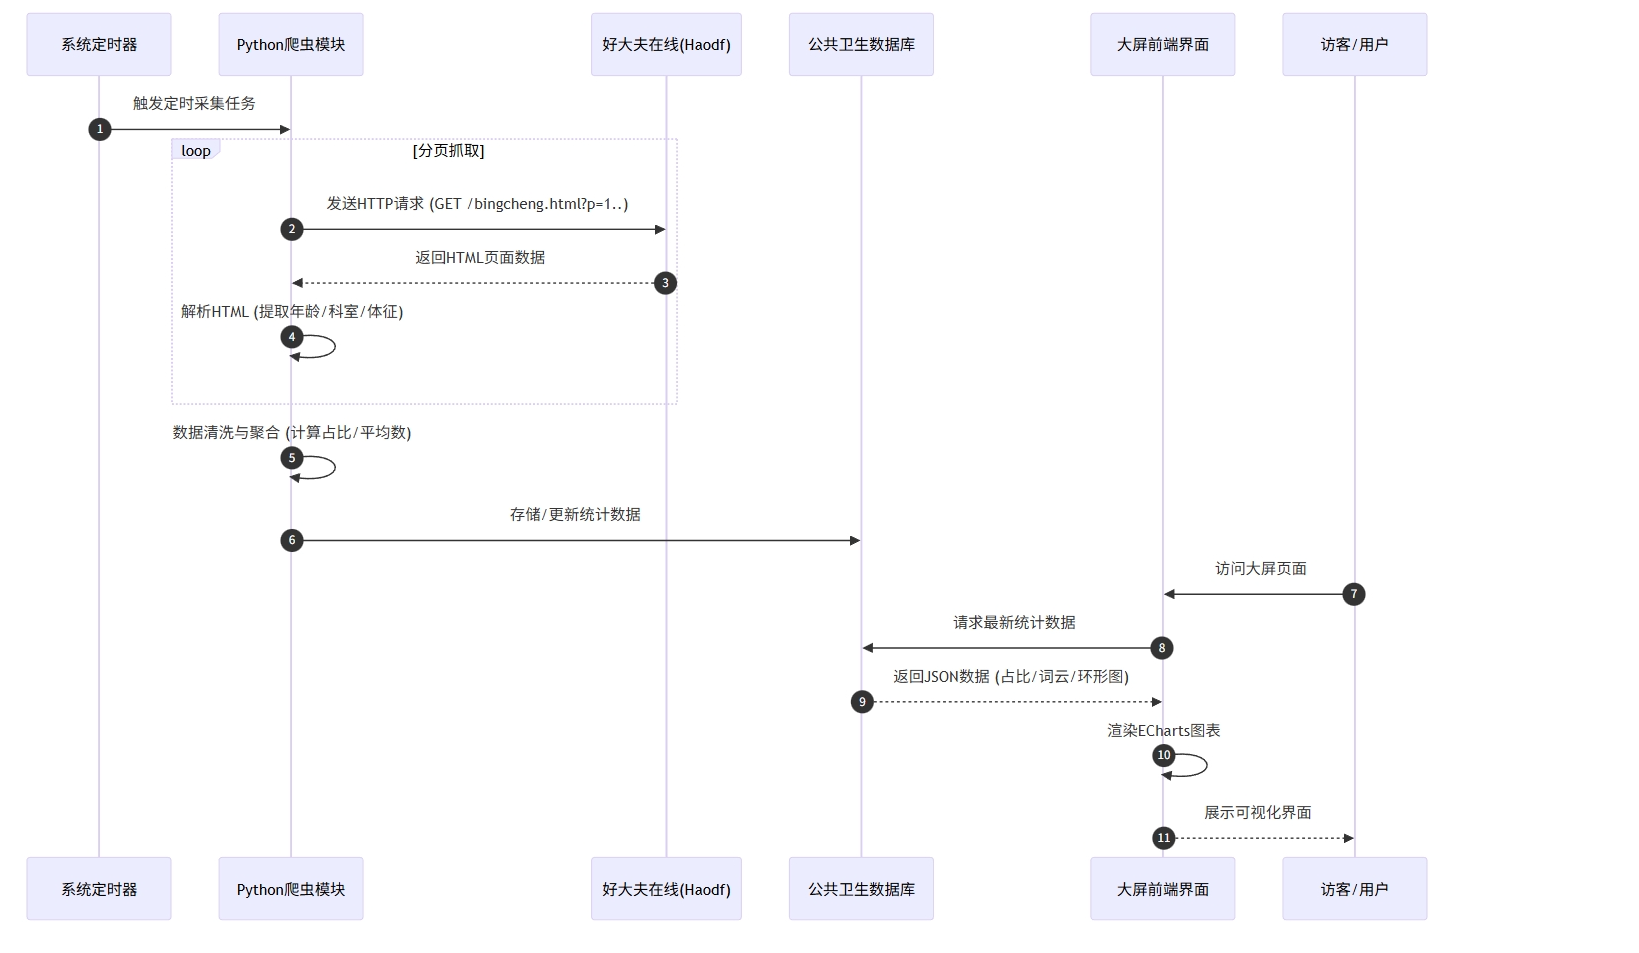 系统定时器
Python爬虫模块
好大夫在线(Haodf)
公共卫生数据库
大屏前端界面
访客/用户
触发定时采集任务
1
loop
[分页抓取]
发送HTTP请求 (GET /bingcheng.html?p=1..)
2
返回HTML页面数据
3
解析HTML (提取年龄/科室/体征)
4
数据清洗与聚合 (计算占比/平均数)
5
存储/更新统计数据
6
访问大屏页面
7
请求最新统计数据
8
返回JSON数据 (占比/词云/环形图)
9
渲染ECharts图表
10
展示可视化界面
11
系统定时器
Python爬虫模块
好大夫在线(Haodf)
公共卫生数据库
大屏前端界面
访客/用户